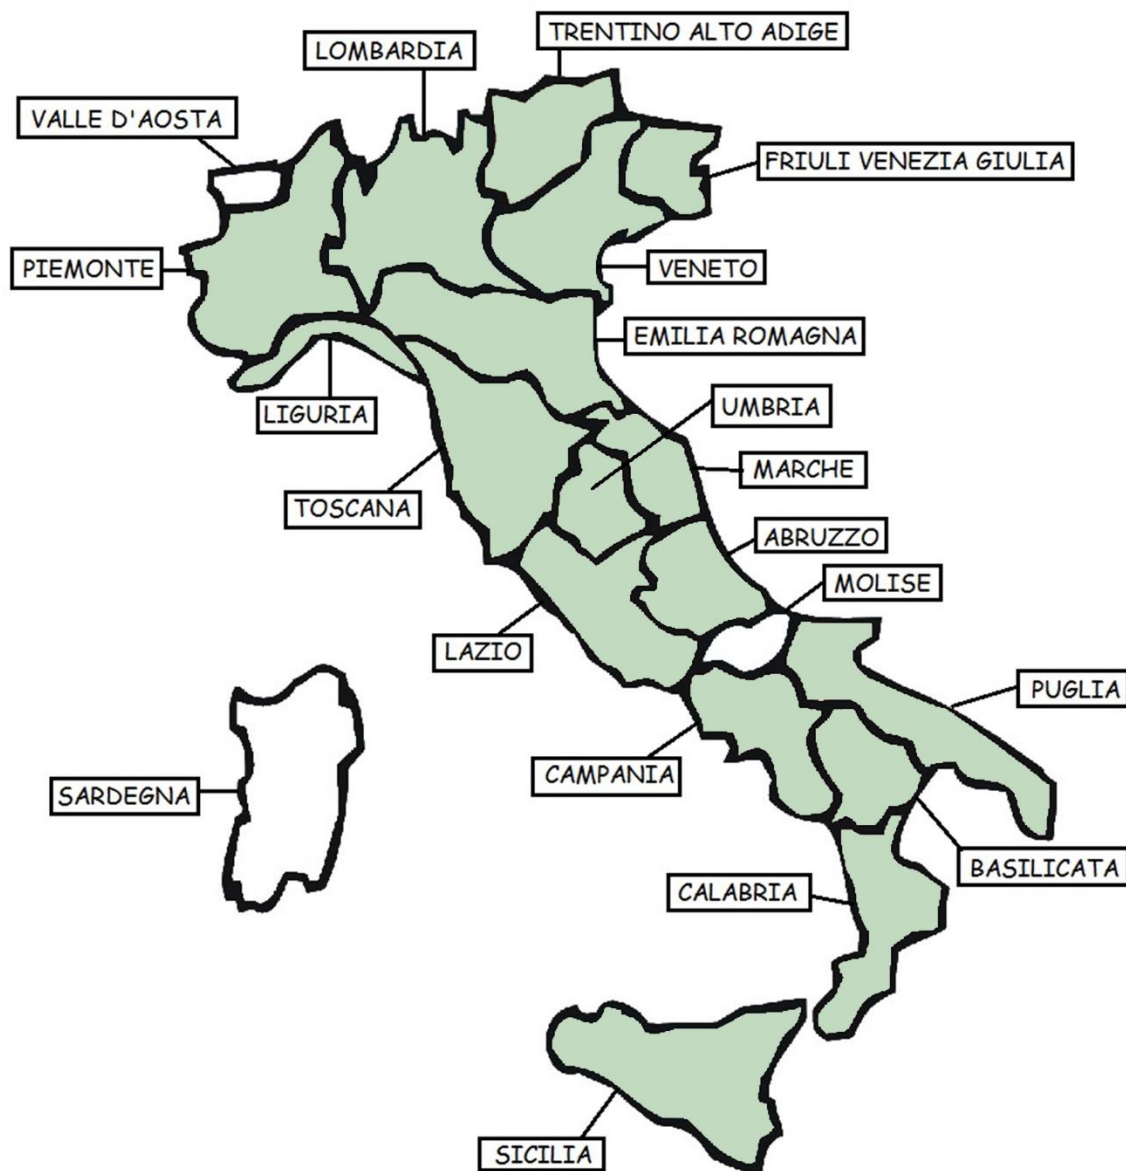 TRENTINO ALTO ADIGE
LOMBARDIA
VALLE D'AOSTA
FRIULI VENEZIA GIULIA
PIEMONTE
VENETO
EMILIA ROMAGNA
LIGURIA
UMBRIA
MARCHE
TOSCANA
ABRUZZO
MOLISE
LAZIO
PUGLIA
CAMPANIA
SARDEGNA
BASILICATA
CALABRIA
SICILIA